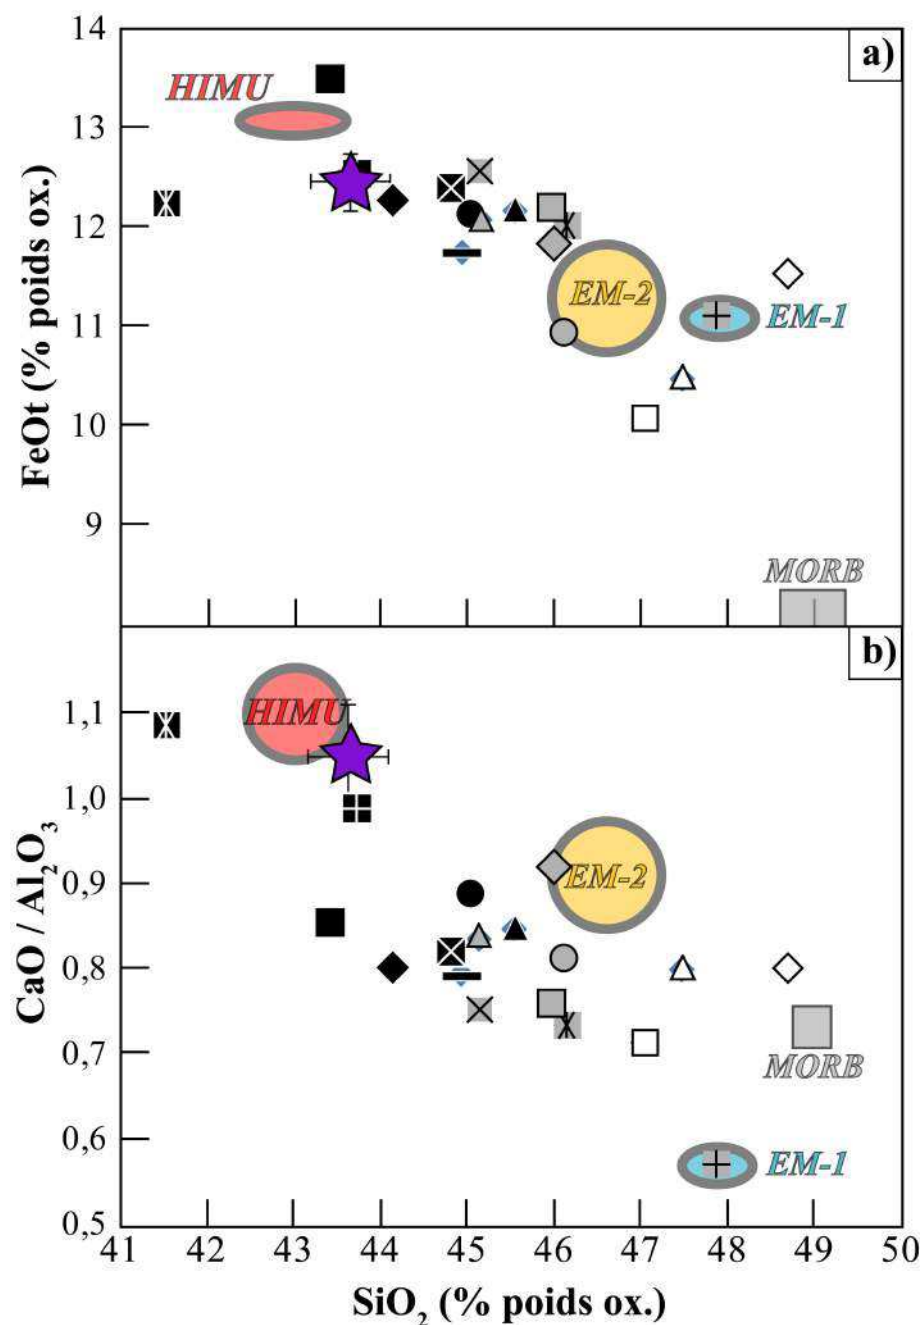 14
a)
HIMU
13
12
EM-2
EM-1
11
10
9
FeOt (% poids ox.)
MORB
b)
HIMU
1,1
1,0
EM-2
0,9
0,8
0,7
MORB
0,6
EM-1
0,5
CaO / Al₂O₃
41 42 43 44 45 46 47 48 49 50
SiO₂ (% poids ox.)